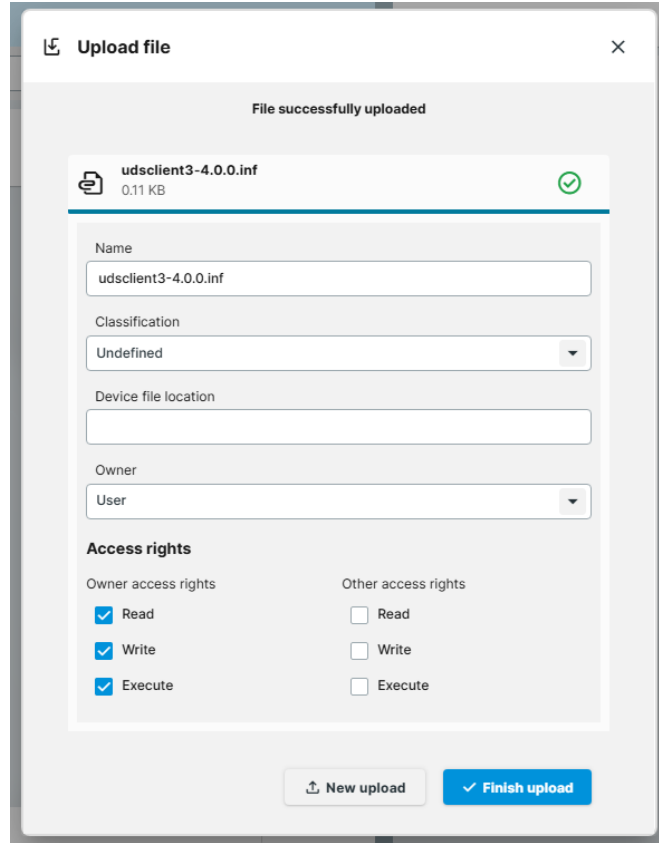 Upload file
File successfully uploaded
udsclient3-4.0.0.inf
0.11 KB
Name
udsclient3-4.0.0.inf
Classification
Undefined
Device file location
Owner
User
Access rights
Owner access rights
Other access rights
Read
Read
Write
Write
Execute
Execute
New upload
Finish upload